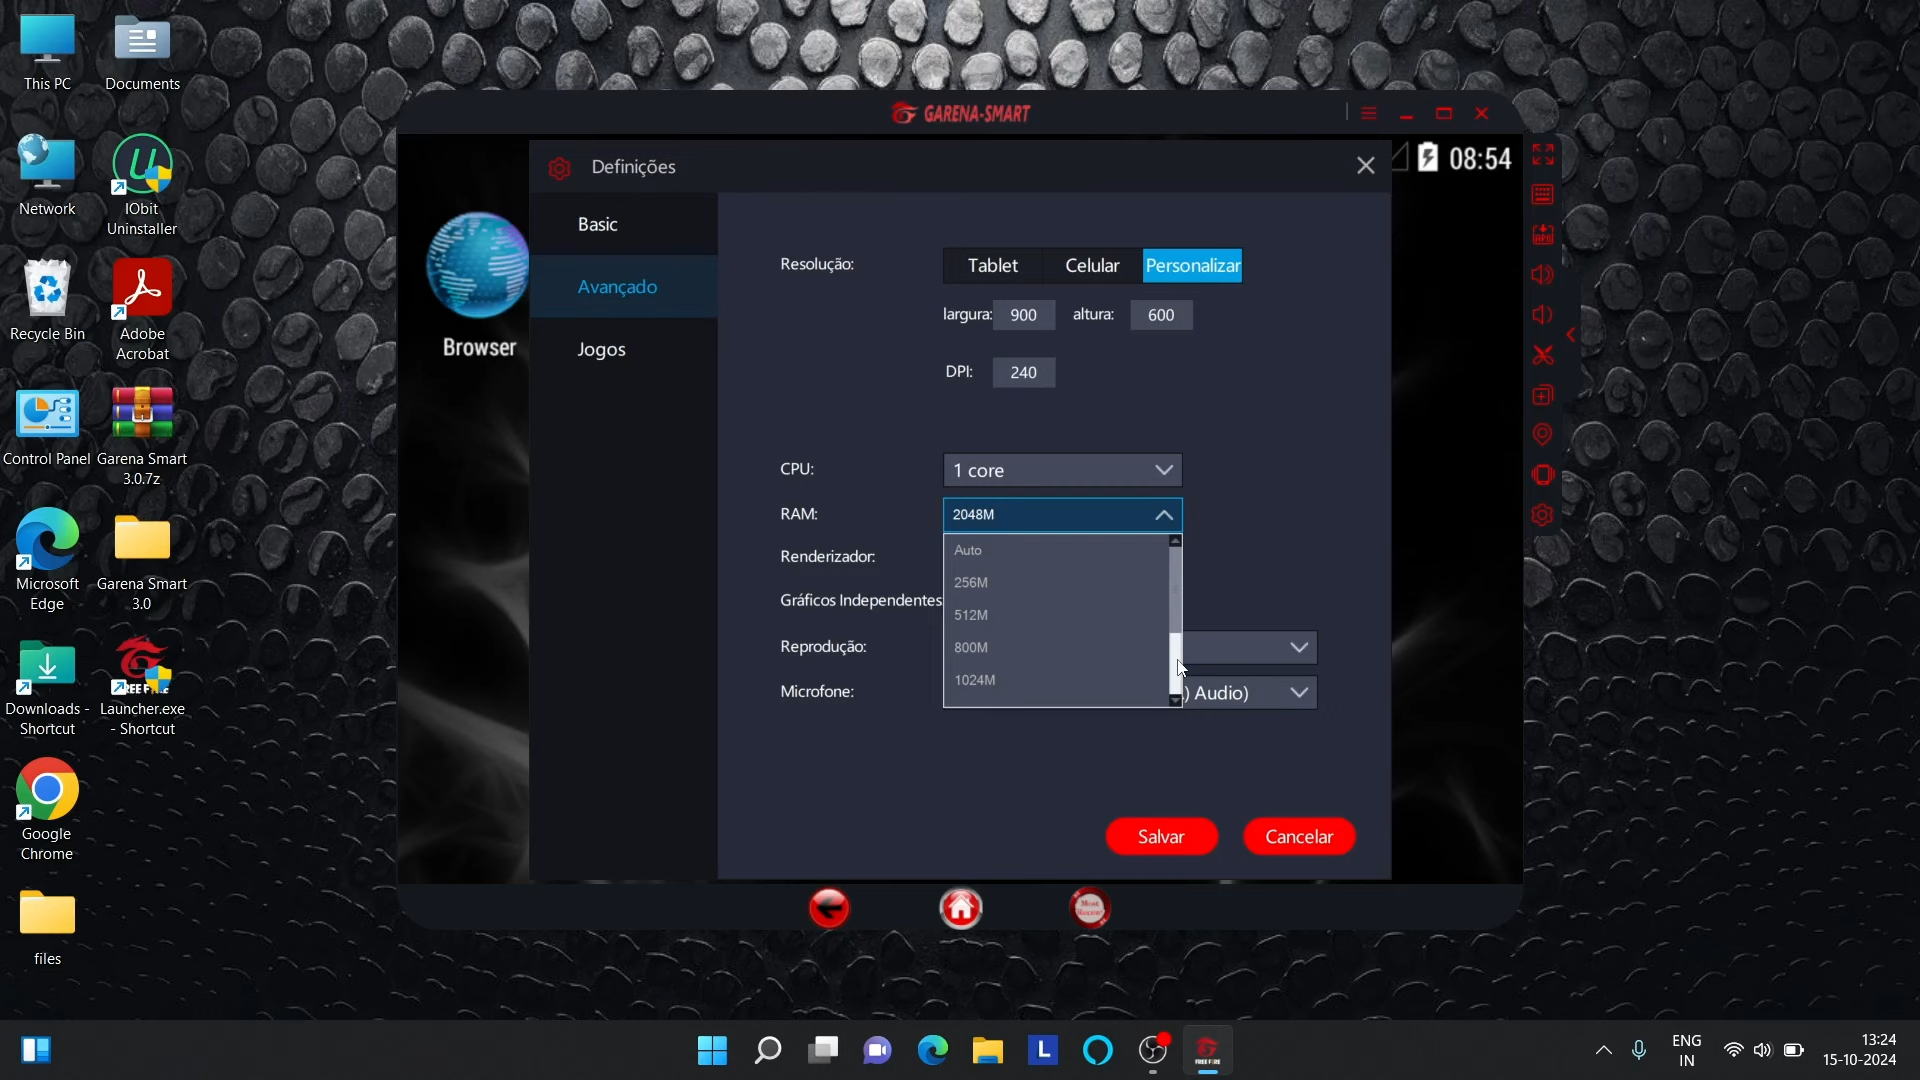 This PC
Documents
Network
IObit
Uninstaller
Recycle Bin
Adobe
Acrobat
Control Panel
Garena Smart
3.0.7z
Microsoft
Edge
Garena Smart
3.0
Downloads -
Shortcut
Launcher.exe
- Shortcut
Google
Chrome
files
GARENA-SMART
08:54
Browser
Definições
Basic
Avançado
Jogos
Resolução:
Tablet
Celular
Personalizar
largura:
900
altura:
600
DPI:
240
CPU:
1 core
RAM:
2048M
Auto
256M
512M
800M
1024M
Renderizador:
Gráficos Independentes
Reprodução:
Microfone:
) Audio)
Salvar
Cancelar
L
FREE FIRE
ENG
IN
13:24
15-10-2024